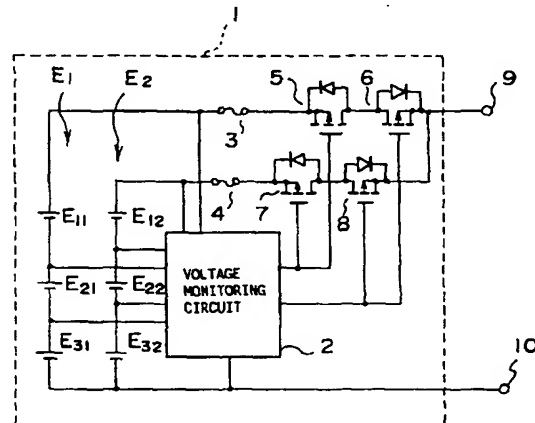 1
E1
E2
5
6
9
3
4
7
8
E11
E12
E21
E22
VOLTAGE
MONITORING
CIRCUIT
E31
E32
2
10